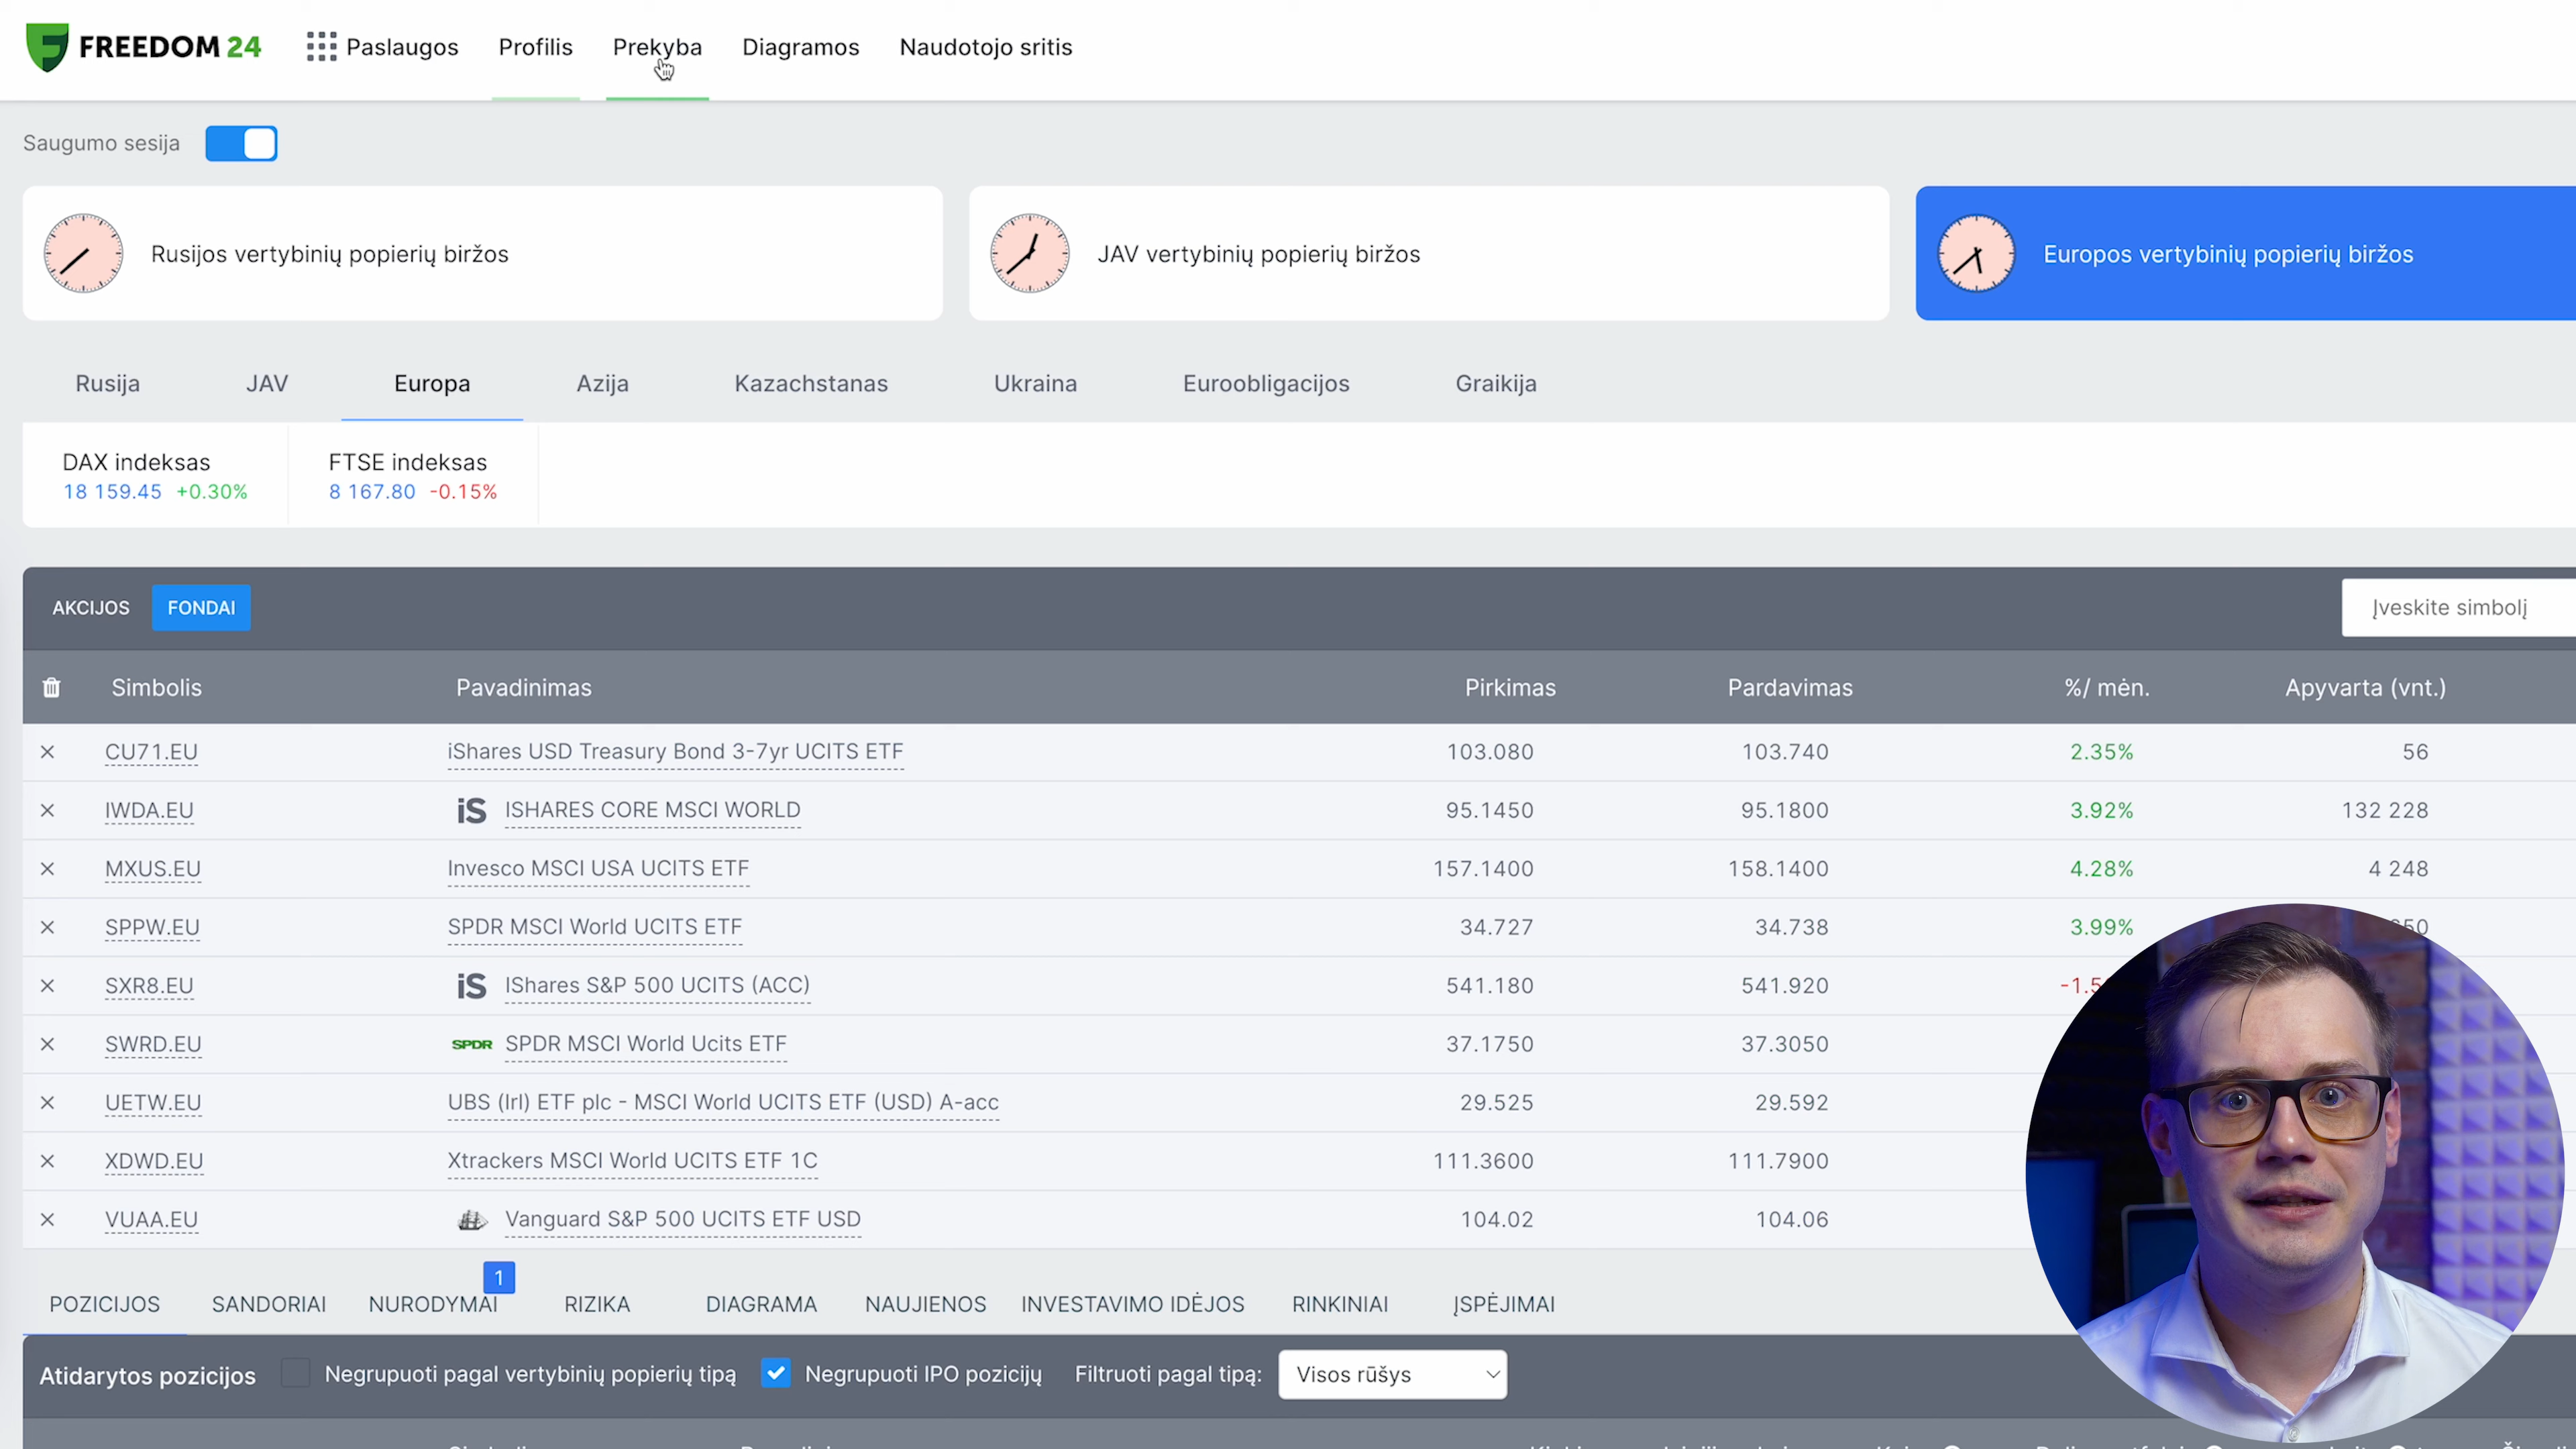 FREEDOM 24 Paslaugos Profilis Prekyba Diagramos Naudotojo sritis
Saugumo sesija
Rusijos vertybinių popierių biržos JAV vertybinių popierių biržos Europos vertybinių popierių biržos
Rusija JAV Europa Azija Kazachstanas Ukraina Euroobligacijos Graikija
DAX indeksas FTSE indeksas
18 159.45 +0.30% 8 167.80 -0.15%
AKCIJOS FONDAI Įveskite simbolį
Simbolis Pavadinimas Pirkimas Pardavimas %/ mėn. Apyvarta (vnt.)
CU71.EU iShares USD Treasury Bond 3-7yr UCITS ETF 103.080 103.740 2.35% 56
IWDA.EU iS ISHARES CORE MSCI WORLD 95.1450 95.1800 3.92% 132 228
MXUS.EU Invesco MSCI USA UCITS ETF 157.1400 158.1400 4.28% 4 248
SPPW.EU SPDR MSCI World UCITS ETF 34.727 34.738 3.99%
SXR8.EU iS IShares S&P 500 UCITS (ACC) 541.180 541.920
SWRD.EU SPDR SPDR MSCI World Ucits ETF 37.1750 37.3050
UETW.EU UBS (Irl) ETF plc - MSCI World UCITS ETF (USD) A-acc 29.525 29.592
XDWD.EU Xtrackers MSCI World UCITS ETF 1C 111.3600 111.7900
VUAA.EU Vanguard S&P 500 UCITS ETF USD 104.02 104.06
1
POZICIJOS SANDORIAI NURODYMAI RIZIKA DIAGRAMA NAUJIENOS INVESTAVIMO IDĖJOS RINKINIAI ĮSPĖJIMAI
Atidarytos pozicijos Negrupuoti pagal vertybinių popierių tipą Negrupuoti IPO pozicijų Filtruoti pagal tipą: Visos rūšys